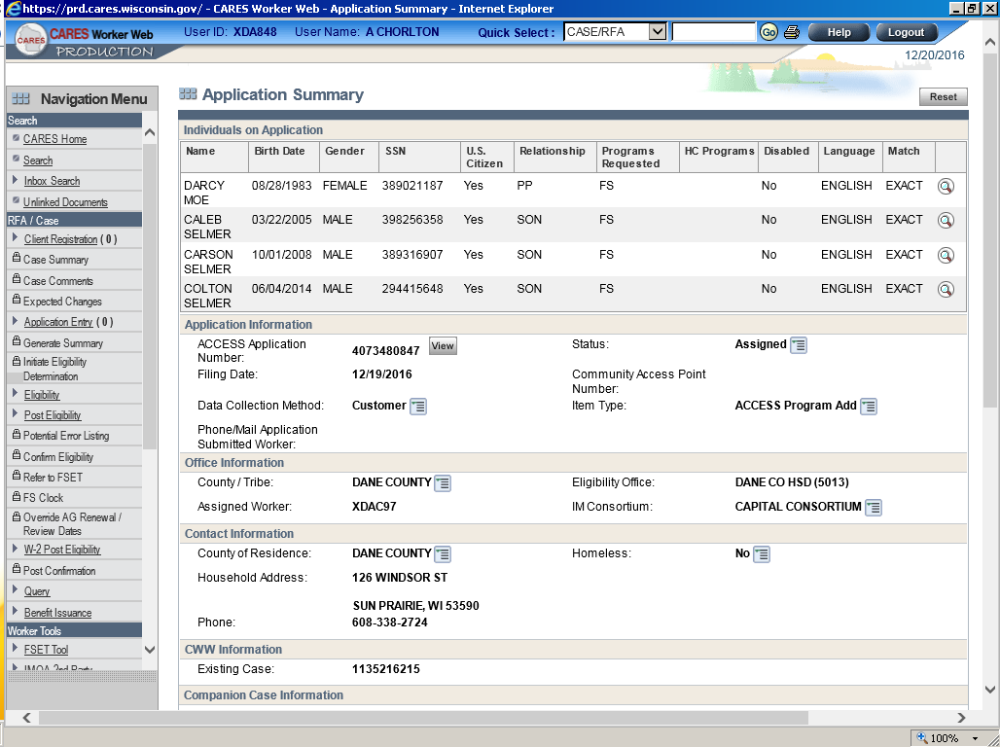 https://prd.cares.wisconsin.gov/ - CARES Worker Web - Application Summary - Internet Explorer
CARES CARES Worker Web PRODUCTION
User ID: XDA848 User Name: A CHORLTON Quick Select : CASE/RFA Go Help Logout
12/20/2016
Navigation Menu
Search
CARES Home
Search
Inbox Search
Unlinked Documents
RFA / Case
Client Registration ( 0 )
Case Summary
Case Comments
Expected Changes
Application Entry ( 0 )
Generate Summary
Initiate Eligibility
Determination
Eligibility
Post Eligibility
Potential Error Listing
Confirm Eligibility
Refer to FSET
FS Clock
Override AG Renewal /
Review Dates
W-2 Post Eligibility
Post Confirmation
Query
Benefit Issuance
Worker Tools
FSET Tool
IMQA 2nd Party
Application Summary
Reset
Individuals on Application
Name Birth Date Gender SSN U.S. Citizen Relationship Programs Requested HC Programs Disabled Language Match
DARCY MOE 08/28/1983 FEMALE 389021187 Yes PP FS No ENGLISH EXACT
CALEB SELMER 03/22/2005 MALE 398256358 Yes SON FS No ENGLISH EXACT
CARSON SELMER 10/01/2008 MALE 389316907 Yes SON FS No ENGLISH EXACT
COLTON SELMER 06/04/2014 MALE 294415648 Yes SON FS No ENGLISH EXACT
Application Information
ACCESS Application Number: 4073480847 View Status: Assigned
Filing Date: 12/19/2016 Community Access Point Number:
Data Collection Method: Customer Item Type: ACCESS Program Add
Phone/Mail Application
Submitted Worker:
Office Information
County / Tribe: DANE COUNTY Eligibility Office: DANE CO HSD (5013)
Assigned Worker: XDAC97 IM Consortium: CAPITAL CONSORTIUM
Contact Information
County of Residence: DANE COUNTY Homeless: No
Household Address: 126 WINDSOR ST
SUN PRAIRIE, WI 53590
Phone: 608-338-2724
CWW Information
Existing Case: 1135216215
Companion Case Information
100%